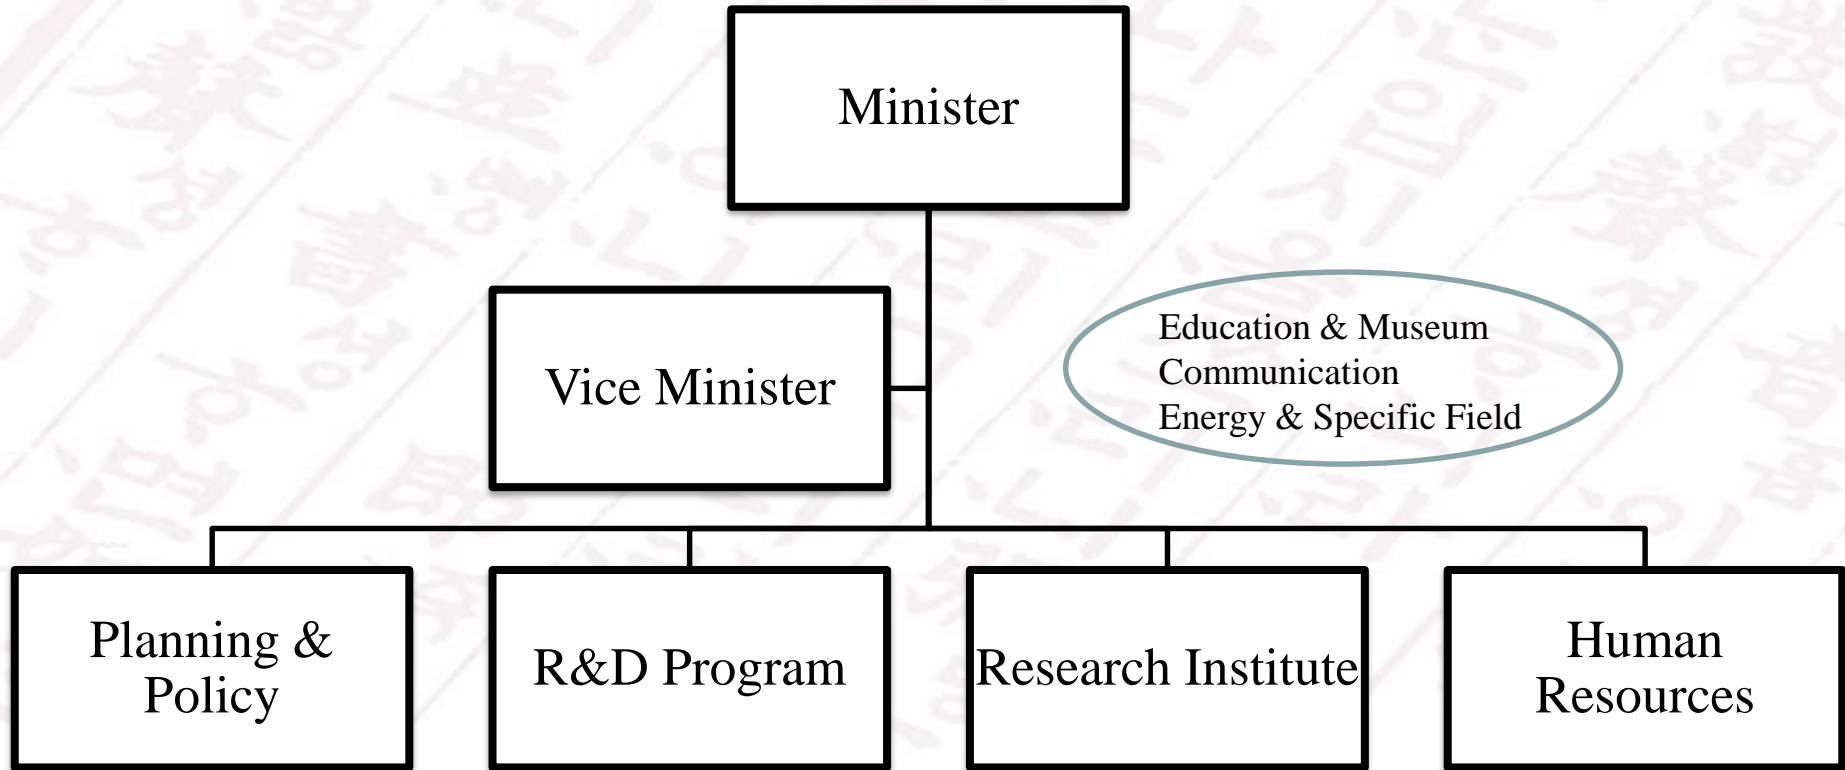 Minister
Vice Minister
Education & Museum
Communication
Energy & Specific Field
Planning &
Policy
R&D Program
Research Institute
Human
Resources